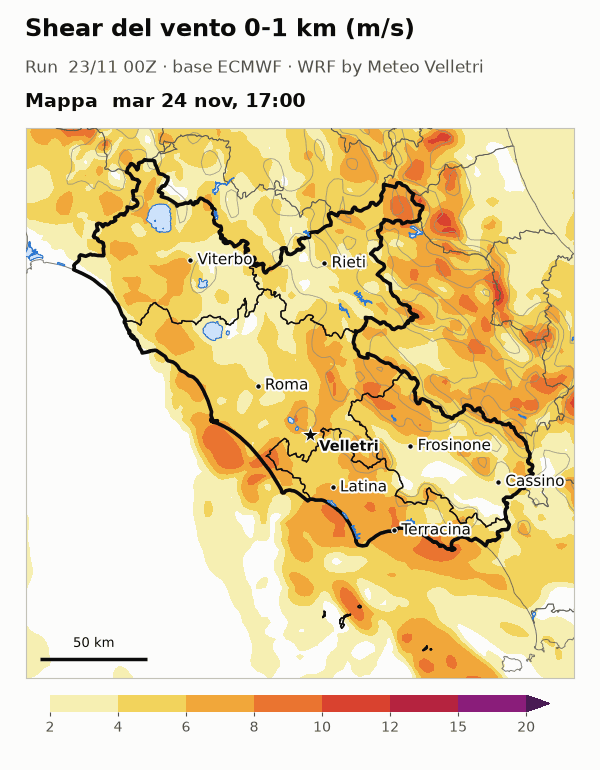 Shear del vento 0-1 km (m/s)
Run 23/11 00Z · base ECMWF · WRF by Meteo Velletri
Mappa mar 24 nov, 17:00
Viterbo
Rieti
Roma
Velletri
Frosinone
Cassino
Latina
Terracina
50 km
2 4 6 8 10 12 15 20